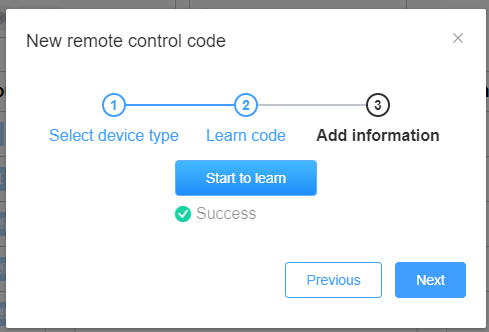 New remote control code
1
2
3
Select device type
Learn code
Add information
Start to learn
Success
Previous
Next